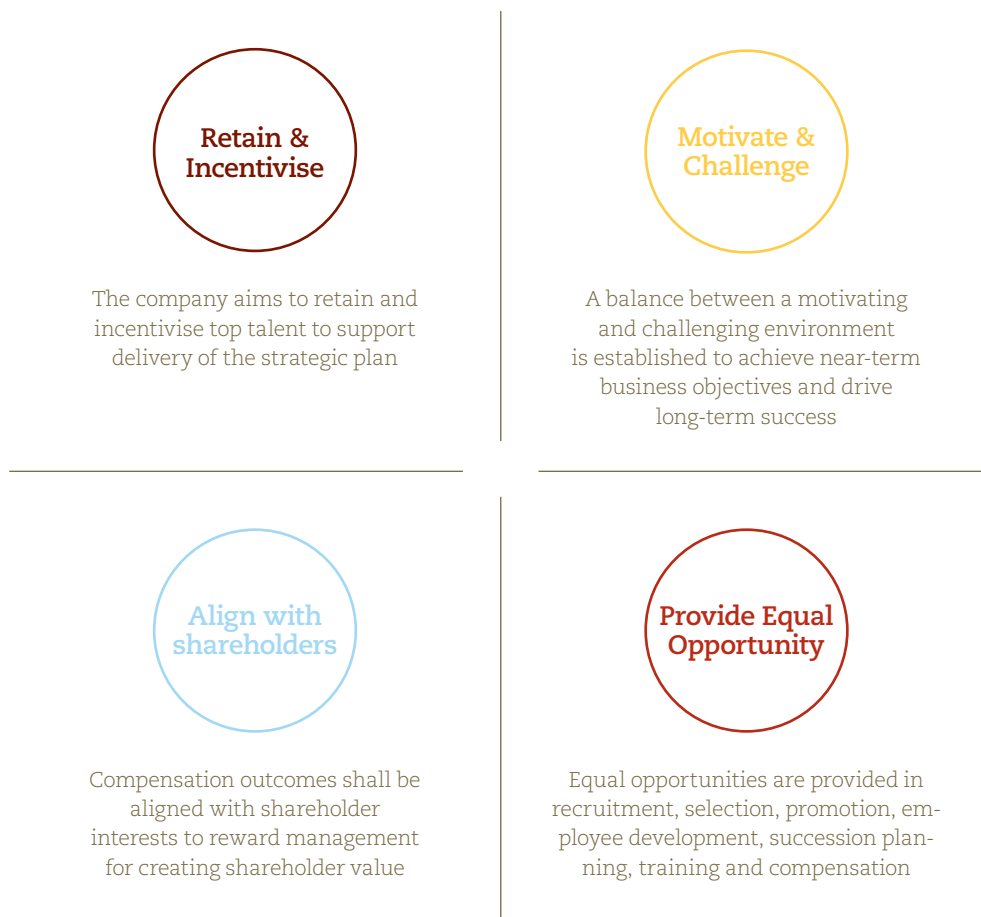 Retain &
Incentivise
The company aims to retain and
incentivise top talent to support
delivery of the strategic plan
Motivate &
Challenge
A balance between a motivating
and challenging environment
is established to achieve near-term
business objectives and drive
long-term success
Align with
shareholders
Compensation outcomes shall be
aligned with shareholder
interests to reward management
for creating shareholder value
Provide Equal
Opportunity
Equal opportunities are provided in
recruitment, selection, promotion, em-
ployee development, succession plan-
ning, training and compensation